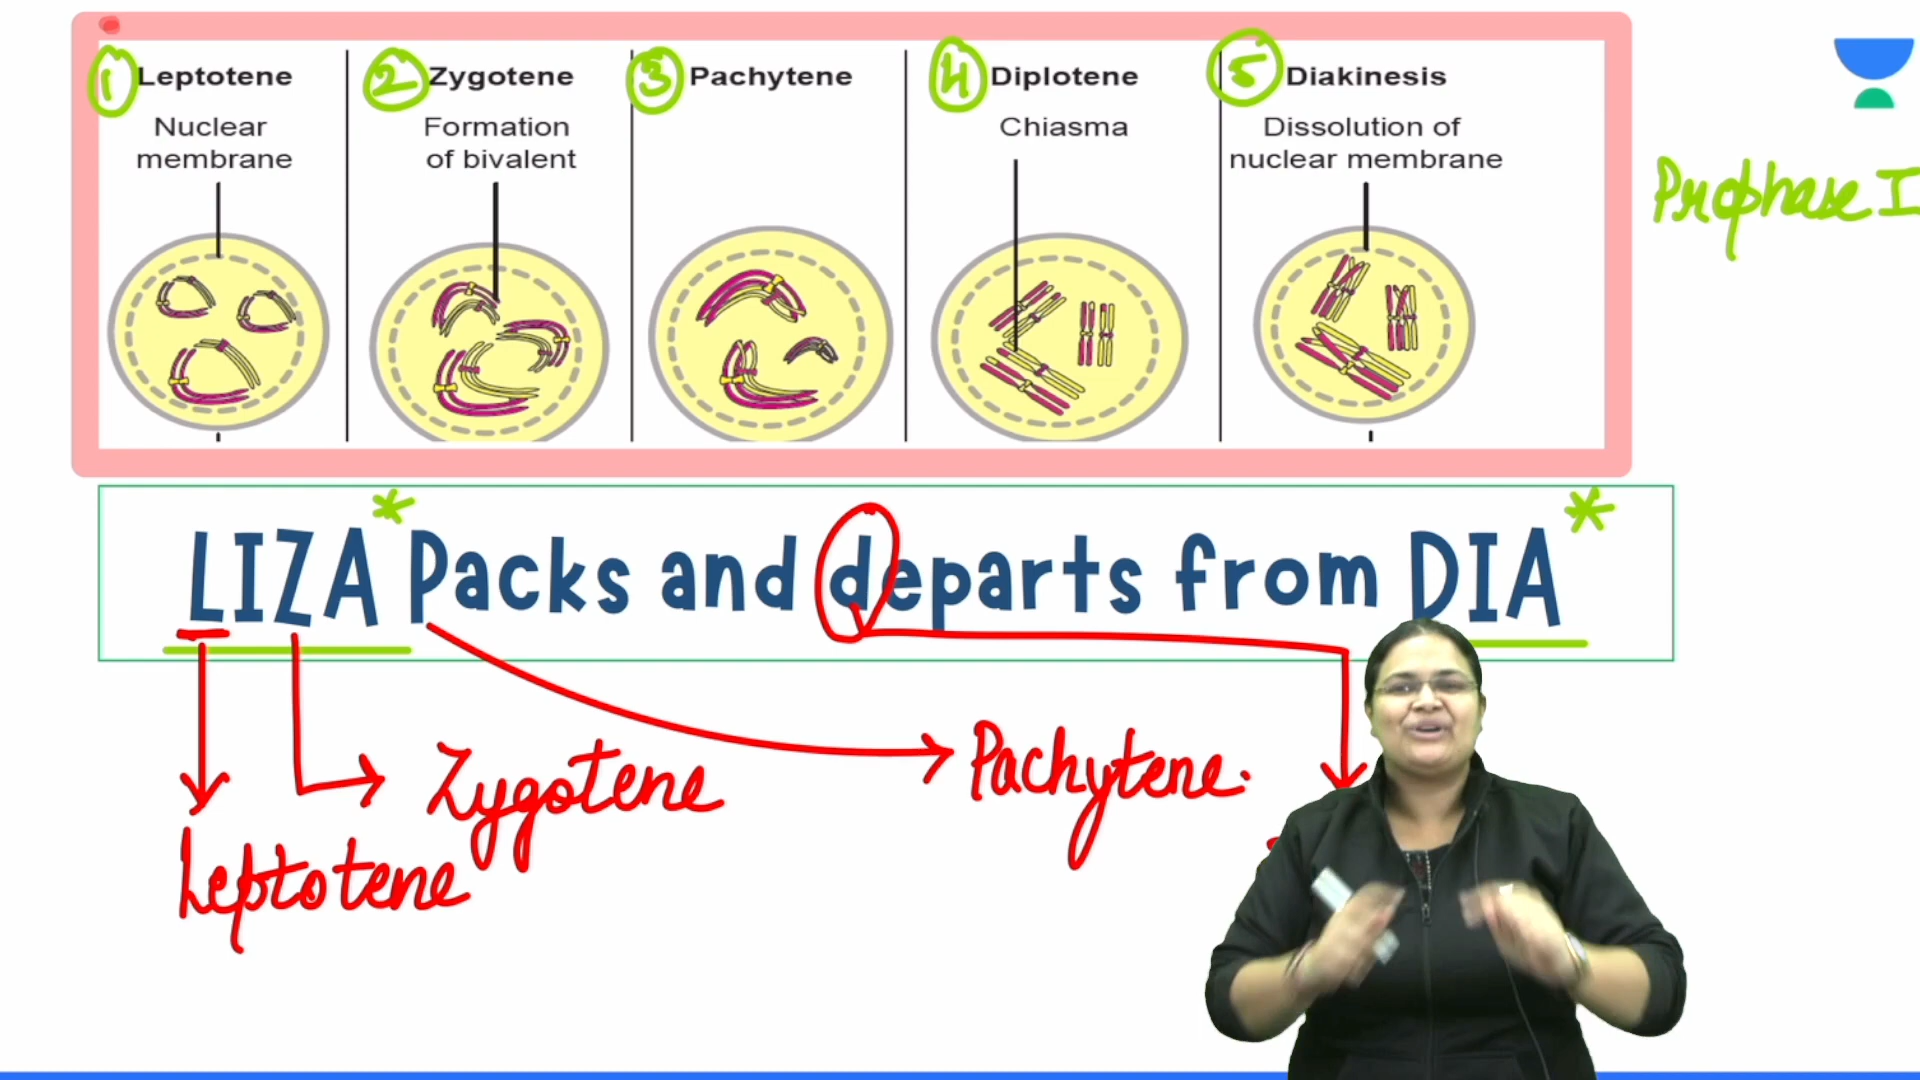 1 Leptotene
Nuclear
membrane
2 Zygotene
Formation
of bivalent
3 Pachytene
4 Diplotene
Chiasma
5 Diakinesis
Dissolution of
nuclear membrane
Prophase I
LIZA* Packs and departs from DIA*
Zygotene
Pachytene.
Leptotene